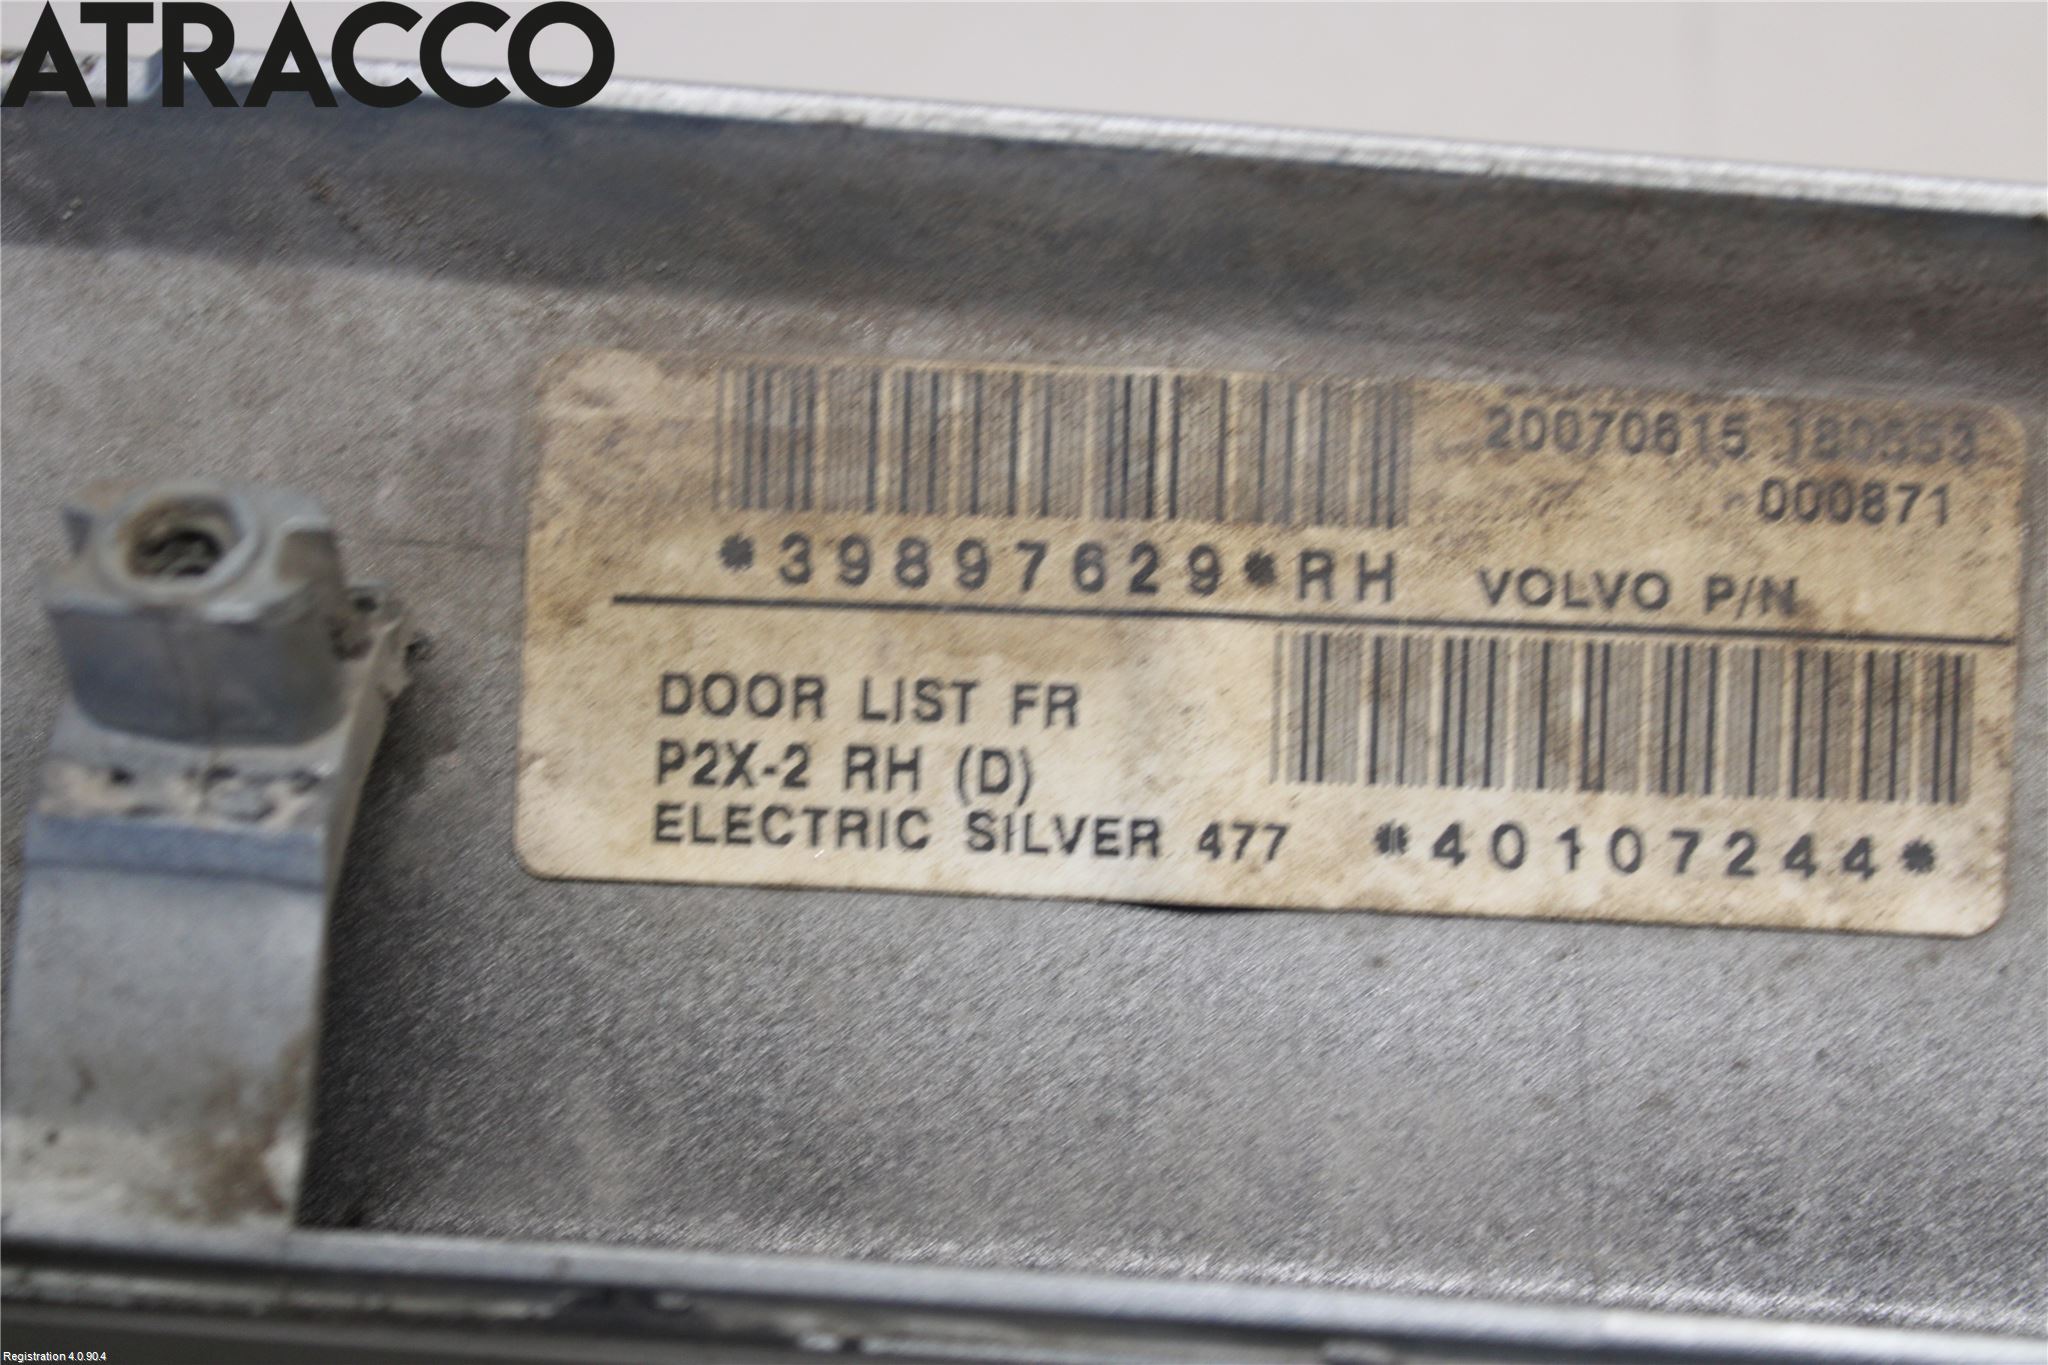 ATRACCO
000871
*39897629*RH VOLVO P/N
DOOR LIST FR
P2X-2 RH (D)
ELECTRIC SILVER 477 *40107244*
Registration 4.0.90.4